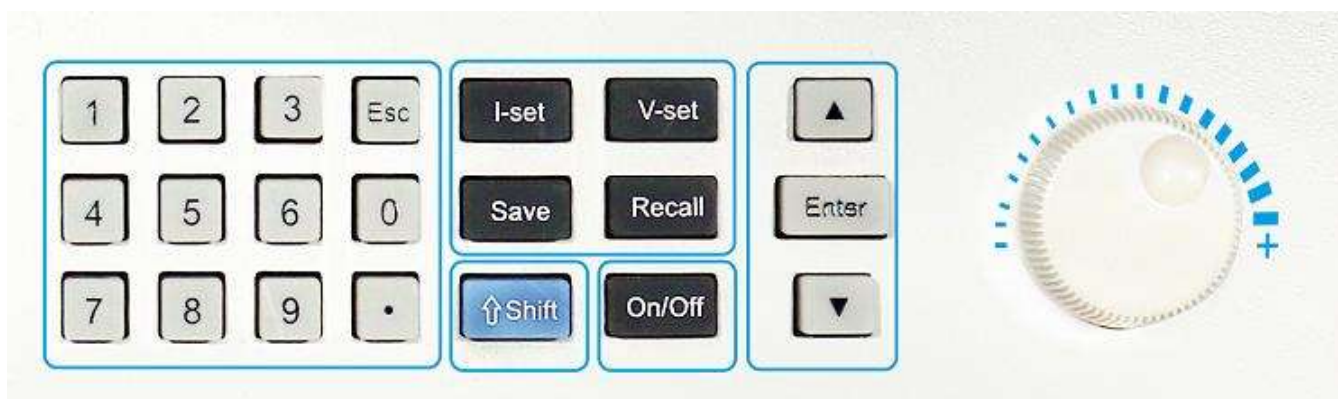 1 2 3 Esc I-set V-set ▲
4 5 6 0 Save Recall Enter
7 8 9 . ⇧ Shift On/Off ▼
- +